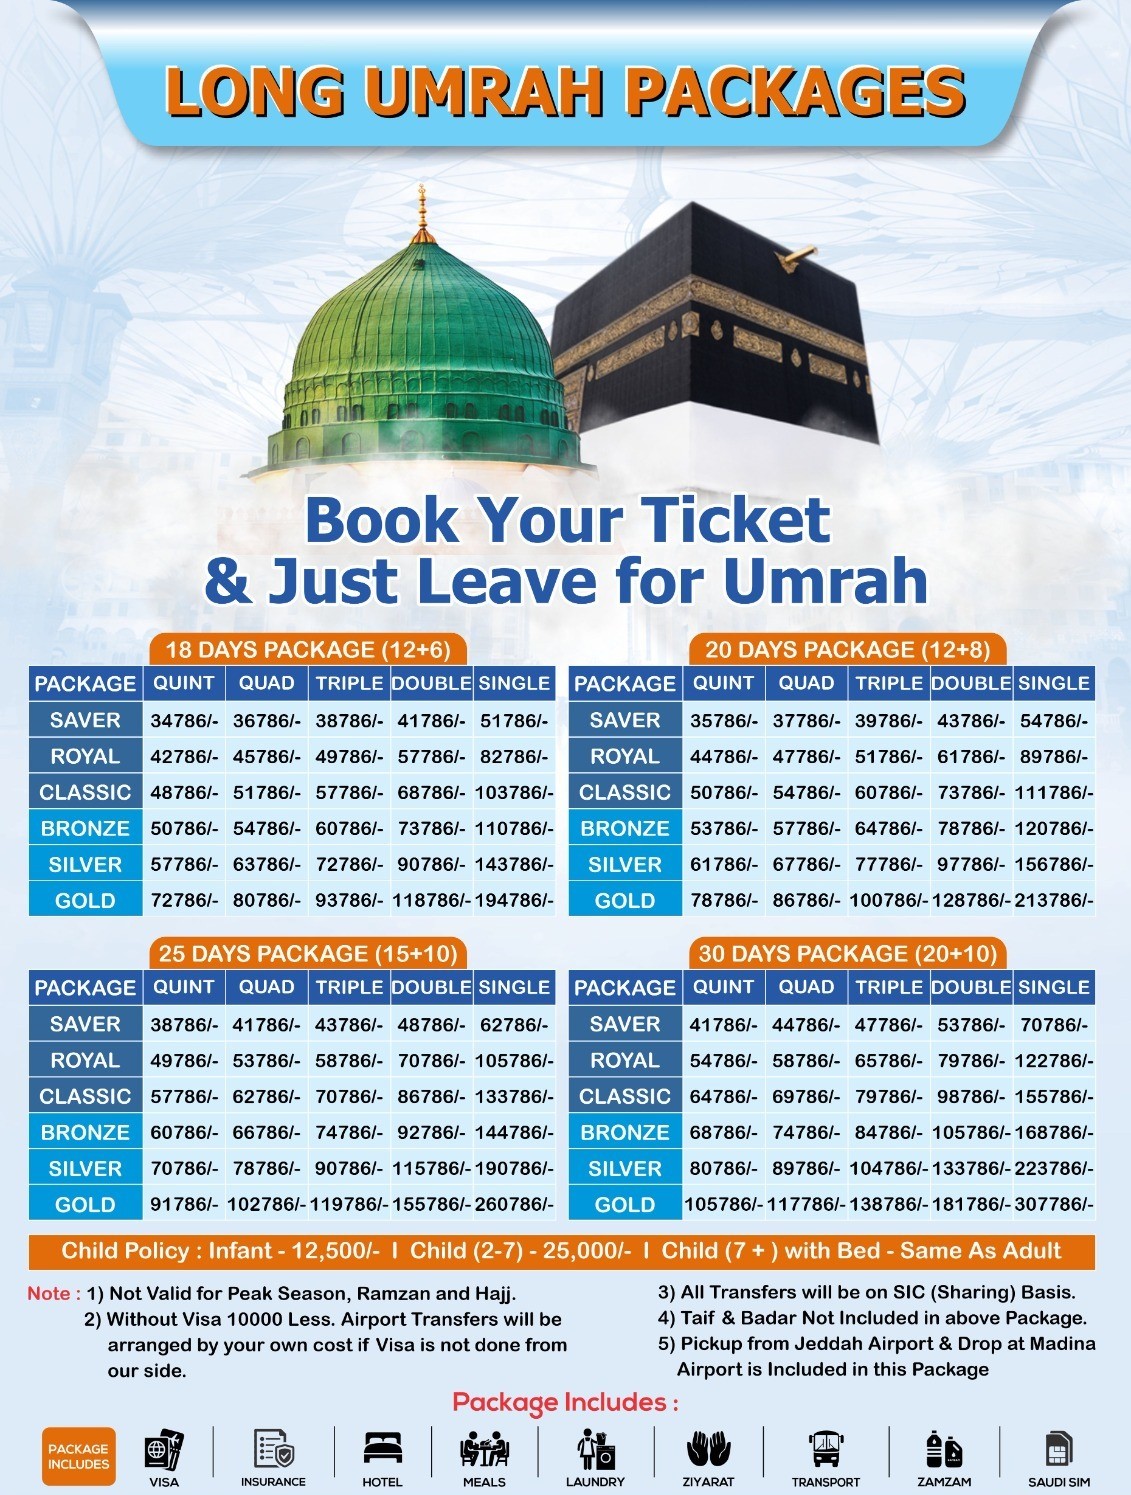 LONG UMRAH PACKAGES
Book Your Ticket
& Just Leave for Umrah
18 DAYS PACKAGE (12+6)
PACKAGE QUINT QUAD TRIPLE DOUBLE SINGLE
SAVER 34786/- 36786/- 38786/- 41786/- 51786/-
ROYAL 42786/- 45786/- 49786/- 57786/- 82786/-
CLASSIC 48786/- 51786/- 57786/- 68786/- 103786/-
BRONZE 50786/- 54786/- 60786/- 73786/- 110786/-
SILVER 57786/- 63786/- 72786/- 90786/- 143786/-
GOLD 72786/- 80786/- 93786/- 118786/- 194786/-
20 DAYS PACKAGE (12+8)
PACKAGE QUINT QUAD TRIPLE DOUBLE SINGLE
SAVER 35786/- 37786/- 39786/- 43786/- 54786/-
ROYAL 44786/- 47786/- 51786/- 61786/- 89786/-
CLASSIC 50786/- 54786/- 60786/- 73786/- 111786/-
BRONZE 53786/- 57786/- 64786/- 78786/- 120786/-
SILVER 61786/- 67786/- 77786/- 97786/- 156786/-
GOLD 78786/- 86786/- 100786/- 128786/- 213786/-
25 DAYS PACKAGE (15+10)
PACKAGE QUINT QUAD TRIPLE DOUBLE SINGLE
SAVER 38786/- 41786/- 43786/- 48786/- 62786/-
ROYAL 49786/- 53786/- 58786/- 70786/- 105786/-
CLASSIC 57786/- 62786/- 70786/- 86786/- 133786/-
BRONZE 60786/- 66786/- 74786/- 92786/- 144786/-
SILVER 70786/- 78786/- 90786/- 115786/- 190786/-
GOLD 91786/- 102786/- 119786/- 155786/- 260786/-
30 DAYS PACKAGE (20+10)
PACKAGE QUINT QUAD TRIPLE DOUBLE SINGLE
SAVER 41786/- 44786/- 47786/- 53786/- 70786/-
ROYAL 54786/- 58786/- 65786/- 79786/- 122786/-
CLASSIC 64786/- 69786/- 79786/- 98786/- 155786/-
BRONZE 68786/- 74786/- 84786/- 105786/- 168786/-
SILVER 80786/- 89786/- 104786/- 133786/- 223786/-
GOLD 105786/- 117786/- 138786/- 181786/- 307786/-
Child Policy : Infant - 12,500/- I Child (2-7) - 25,000/- I Child (7 + ) with Bed - Same As Adult
Note : 1) Not Valid for Peak Season, Ramzan and Hajj.
2) Without Visa 10000 Less. Airport Transfers will be
arranged by your own cost if Visa is not done from
our side.
3) All Transfers will be on SIC (Sharing) Basis.
4) Taif & Badar Not Included in above Package.
5) Pickup from Jeddah Airport & Drop at Madina
Airport is Included in this Package
Package Includes :
PACKAGE
INCLUDES
VISA
INSURANCE
HOTEL
MEALS
LAUNDRY
ZIYARAT
TRANSPORT
ZAMZAM
SAUDI SIM